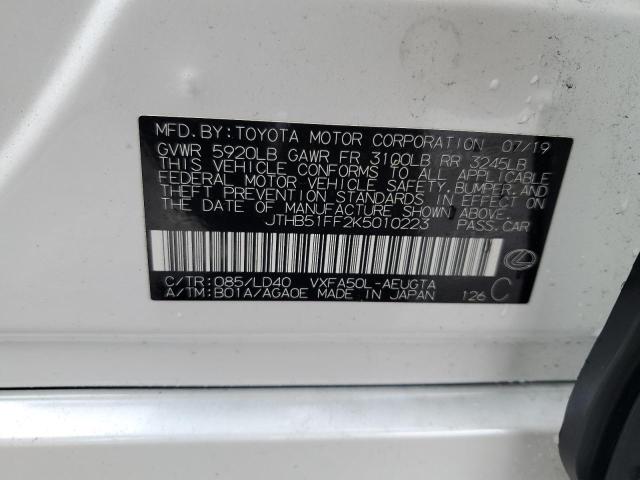 MFD. BY: TOYOTA MOTOR CORPORATION 07/19
GVWR 5920LB GAWR FR 3100LB RR 3245LB
THIS VEHICLE CONFORMS TO ALL APPLICABLE
FEDERAL MOTOR VEHICLE SAFETY, BUMPER, AND
THEFT PREVENTION STANDARDS IN EFFECT ON
THE DATE OF MANUFACTURE SHOWN ABOVE.
JTHB51FF2K5010223 PASS. CAR
C/TR: 085/LD40 VXFA50L-AEUGTA
A/TM: B01A/AGA0E MADE IN JAPAN 126 C